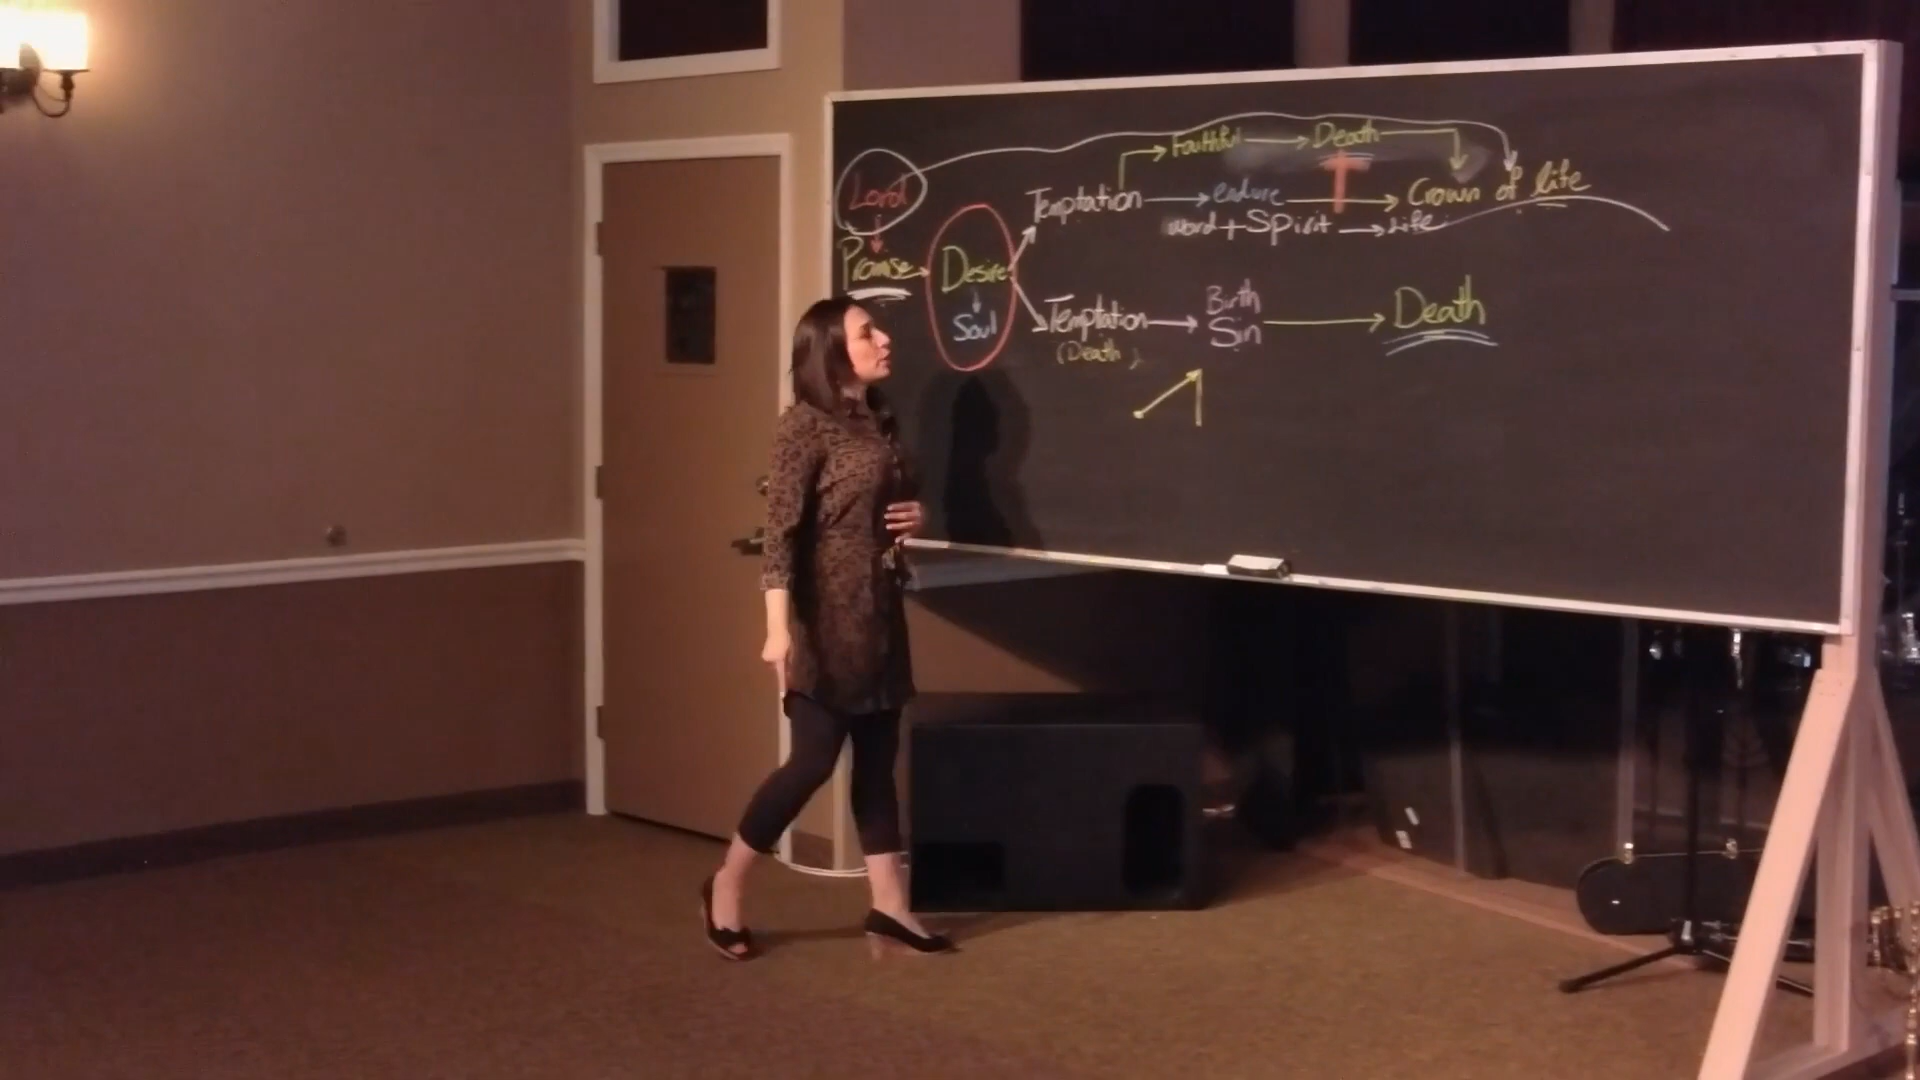 Faithful → Death
Lord Temptation → endure → Crown of life
Word + Spirit → Life
Promise → Desire
Soul
Temptation → Birth
Sin → Death
(Death)